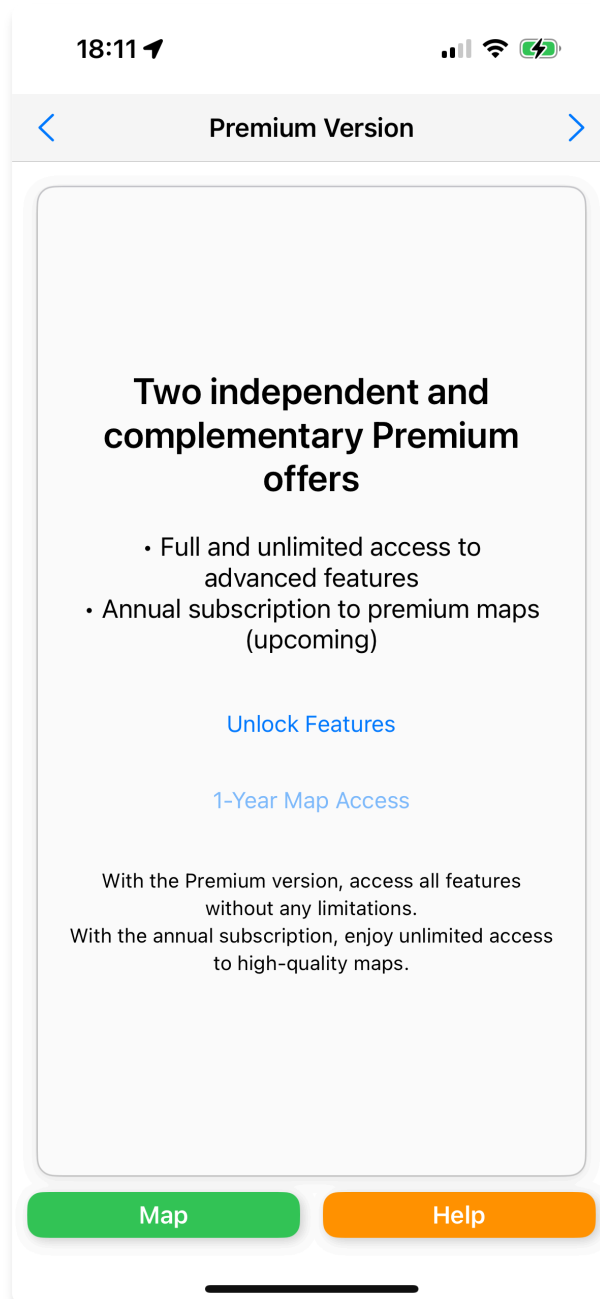 18:11
Premium Version
Two independent and
complementary Premium
offers
• Full and unlimited access to
advanced features
• Annual subscription to premium maps
(upcoming)
Unlock Features
1-Year Map Access
With the Premium version, access all features
without any limitations.
With the annual subscription, enjoy unlimited access
to high-quality maps.
Map
Help